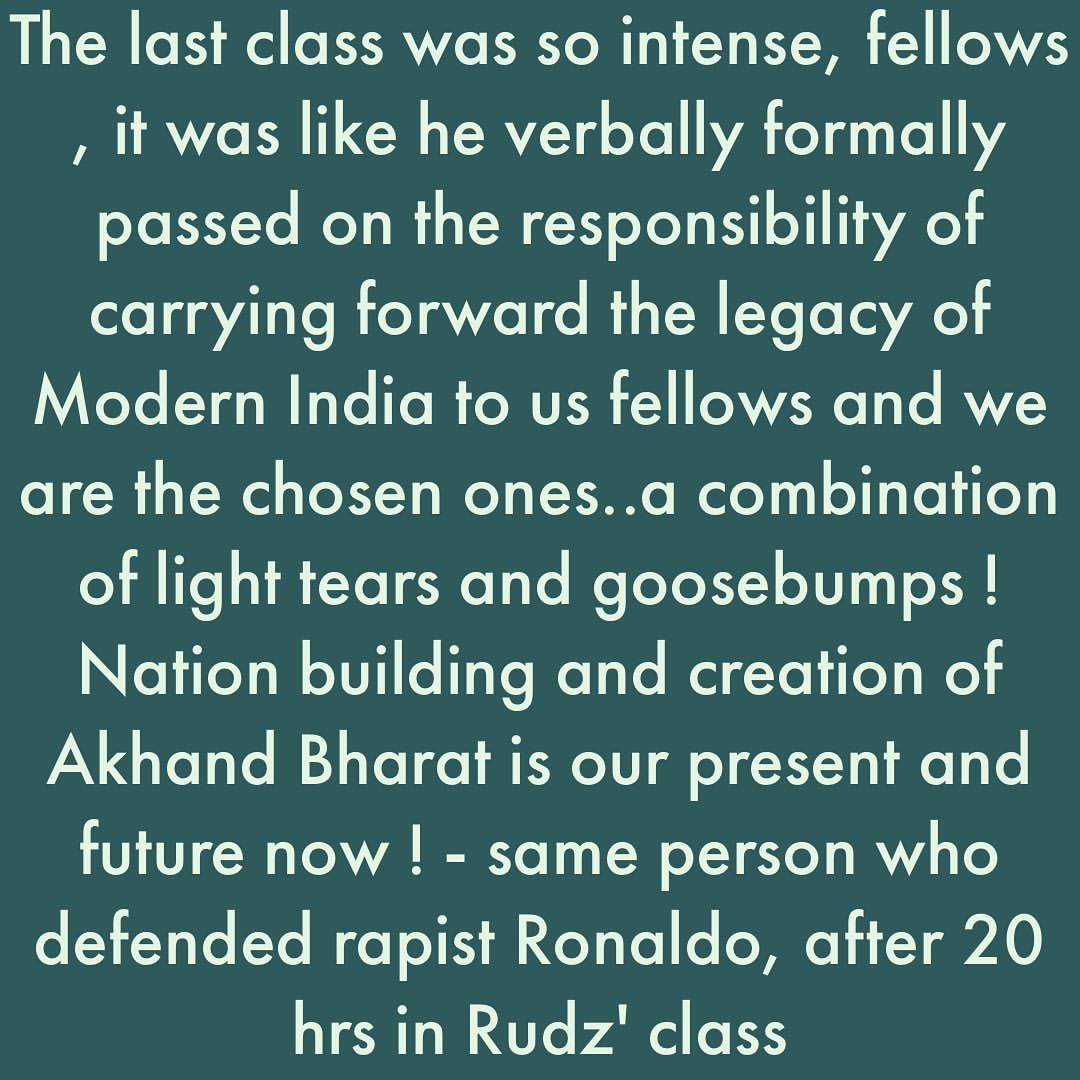 The last class was so intense, fellows
, it was like he verbally formally
passed on the responsibility of
carrying forward the legacy of
Modern India to us fellows and we
are the chosen ones..a combination
of light tears and goosebumps !
Nation building and creation of
Akhand Bharat is our present and
future now ! - same person who
defended rapist Ronaldo, after 20
hrs in Rudz' class